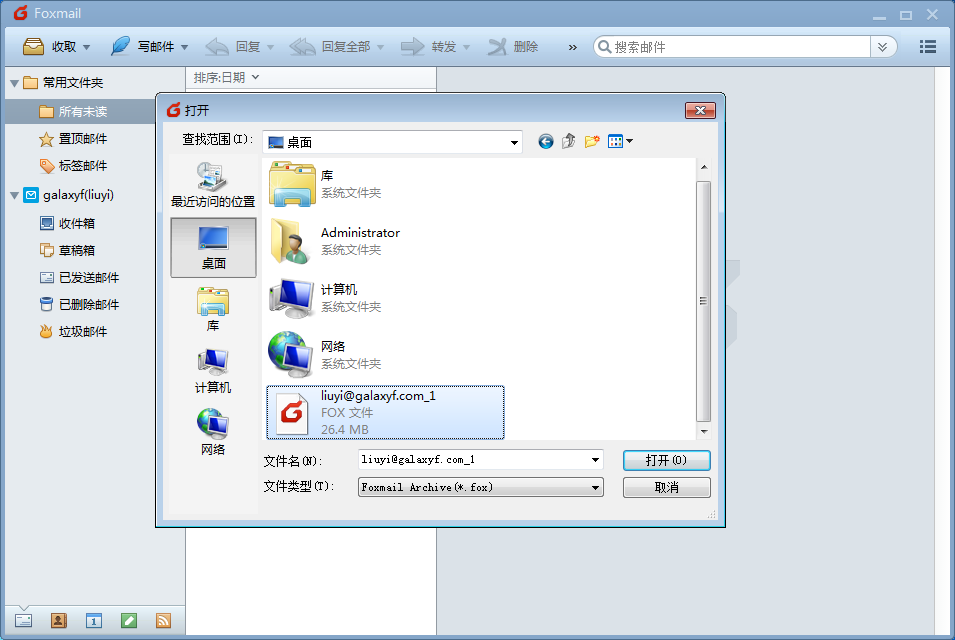 Foxmail
收取 写邮件 回复 回复全部 转发 删除 » 搜索邮件
常用文件夹
所有未读
置顶邮件
标签邮件
galaxyf(liuyi)
收件箱
草稿箱
已发送邮件
已删除邮件
垃圾邮件
排序:日期
打开
查找范围(I): 桌面
最近访问的位置
桌面
库
计算机
网络
库
系统文件夹
Administrator
系统文件夹
计算机
系统文件夹
网络
系统文件夹
liuyi@galaxyf.com_1
FOX 文件
26.4 MB
文件名(N): liuyi@galaxyf.com_1 打开(O)
文件类型(T): Foxmail Archive(*.fox) 取消
1